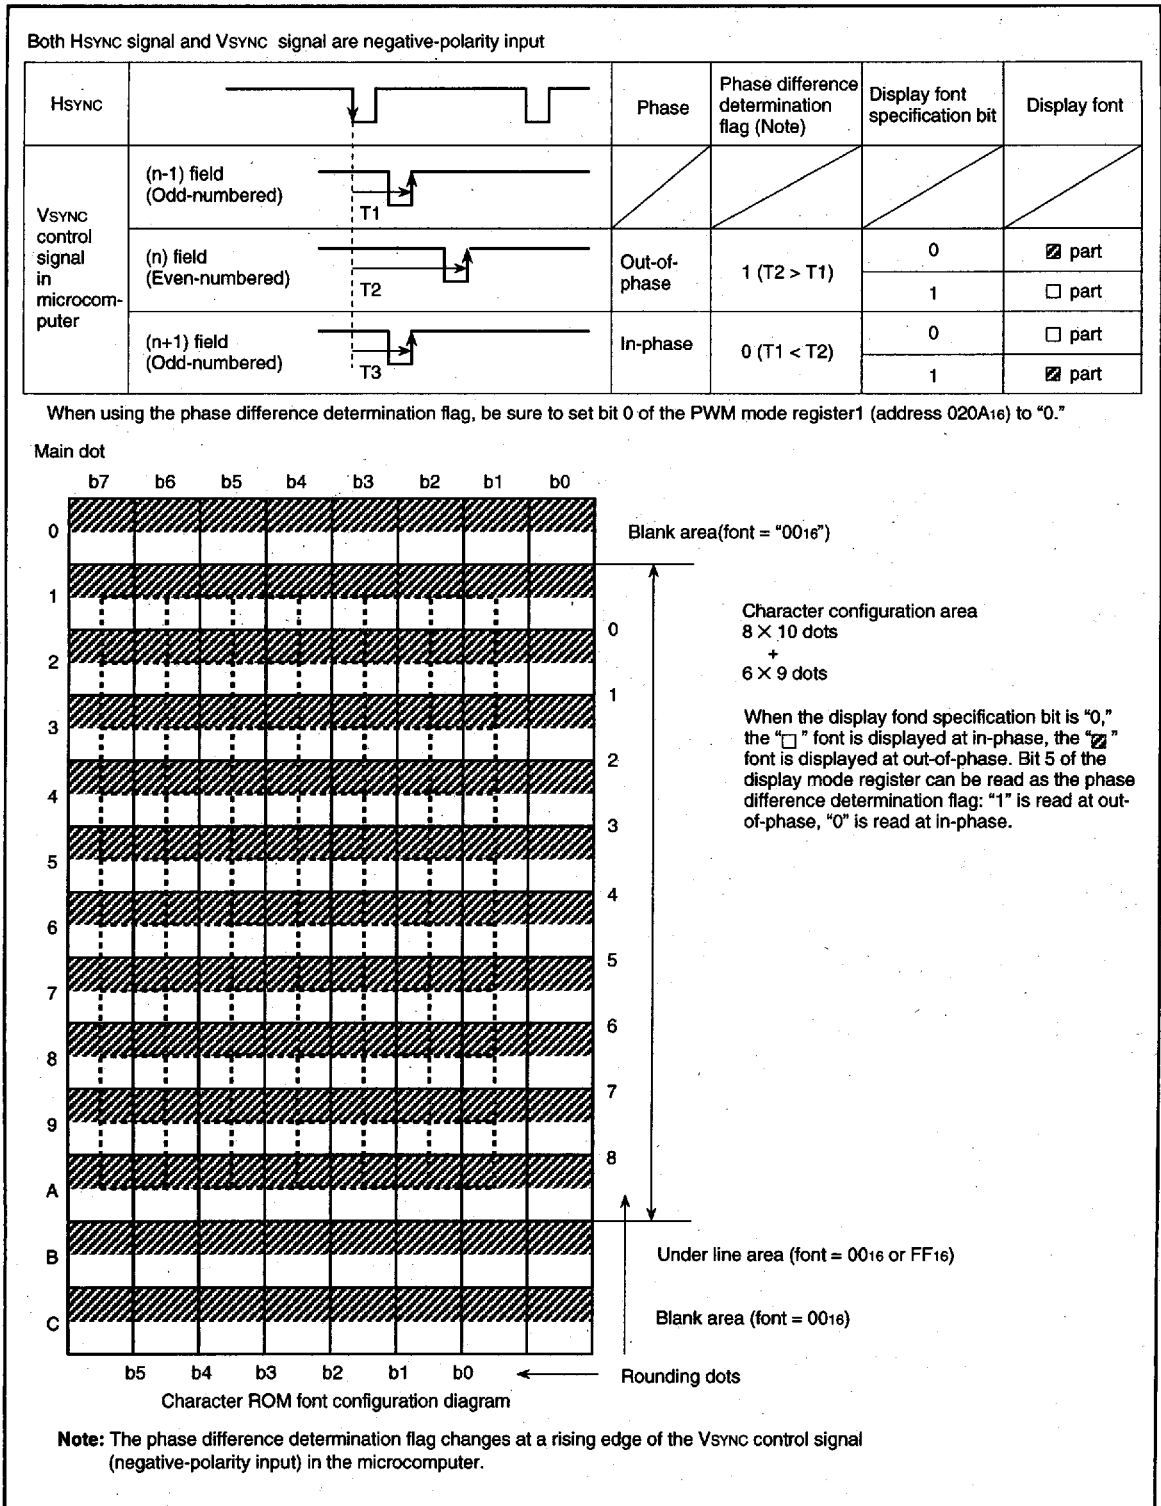 Both HSYNC signal and VSYNC signal are negative-polarity input
HSYNC
Phase
Phase difference
determination
flag (Note)
Display font
specification bit
Display font
VSYNC
control
signal
in
microcom-
puter
(n-1) field
(Odd-numbered)
T1
(n) field
(Even-numbered)
T2
Out-of-
phase
1 (T2 > T1)
0
▨ part
1
□ part
(n+1) field
(Odd-numbered)
T3
In-phase
0 (T1 < T2)
0
□ part
1
▨ part
When using the phase difference determination flag, be sure to set bit 0 of the PWM mode register1 (address 020A16) to “0.”
Main dot
b7 b6 b5 b4 b3 b2 b1 b0
0
1
2
3
4
5
6
7
8
9
A
B
C
0
1
2
3
4
5
6
7
8
Blank area(font = “0016”)
Character configuration area
8 × 10 dots
+
6 × 9 dots
When the display fond specification bit is “0,”
the “□ ” font is displayed at in-phase, the “▨ ”
font is displayed at out-of-phase. Bit 5 of the
display mode register can be read as the phase
difference determination flag: “1” is read at out-
of-phase, “0” is read at in-phase.
Under line area (font = 0016 or FF16)
Blank area (font = 0016)
b5 b4 b3 b2 b1 b0
Rounding dots
Character ROM font configuration diagram
Note: The phase difference determination flag changes at a rising edge of the VSYNC control signal
(negative-polarity input) in the microcomputer.